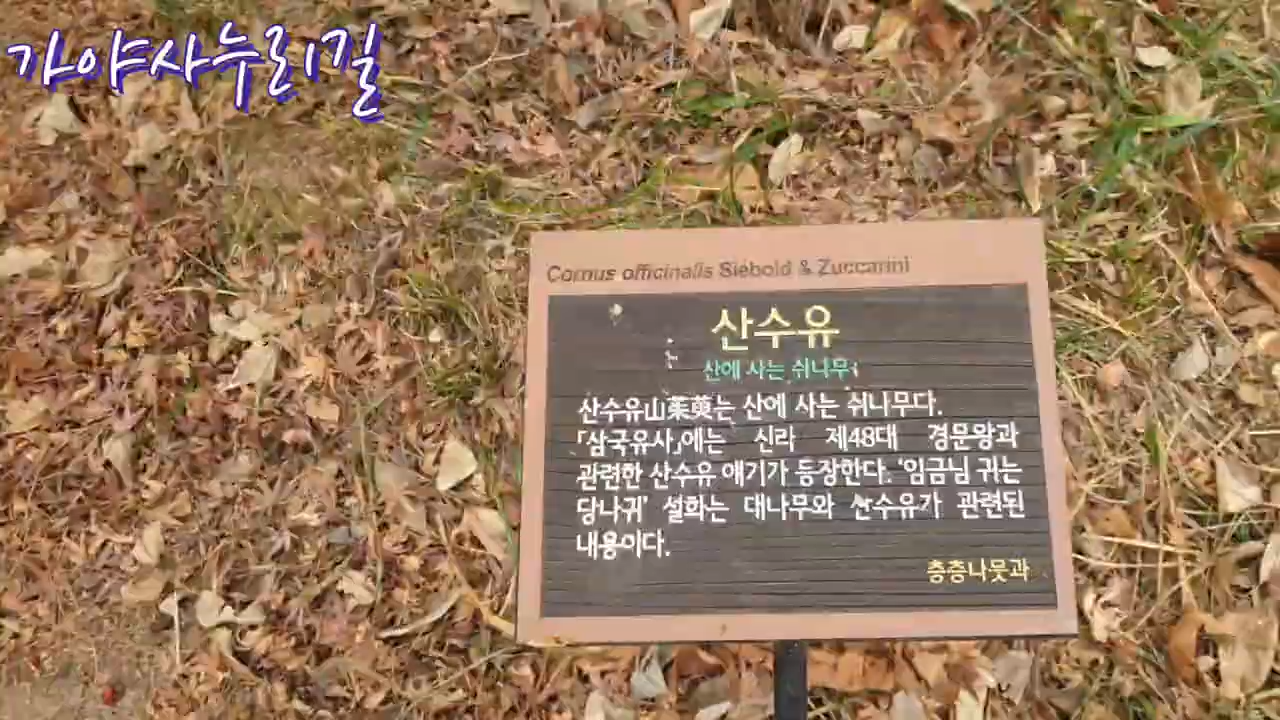 가야사누리길
Cornus officinalis Siebold & Zuccarini
산수유
산에 사는 쉬나무
산수유山茱萸는 산에 사는 쉬나무다.
「삼국유사」에는 신라 제48대 경문왕과
관련한 산수유 얘기가 등장한다. '임금님 귀는
당나귀' 설화는 대나무와 산수유가 관련된
내용이다.
층층나뭇과